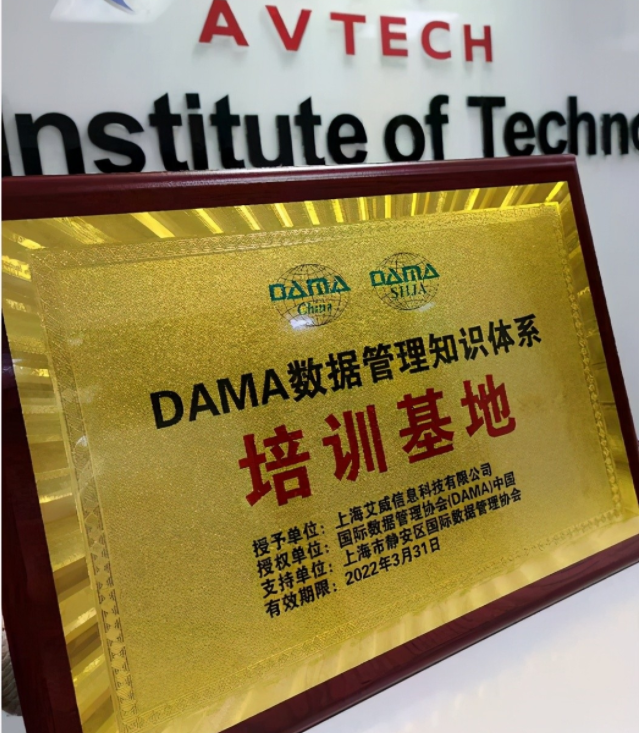 AVTECH
Institute of Techno
DAMA
China
DAMA
SHJA
DAMA数据管理知识体系
培训基地
授予单位：上海艾威信息科技有限公司
授权单位：国际数据管理协会(DAMA)中国
支持单位：上海市静安区国际数据管理协会
有效期限：2022年3月31日